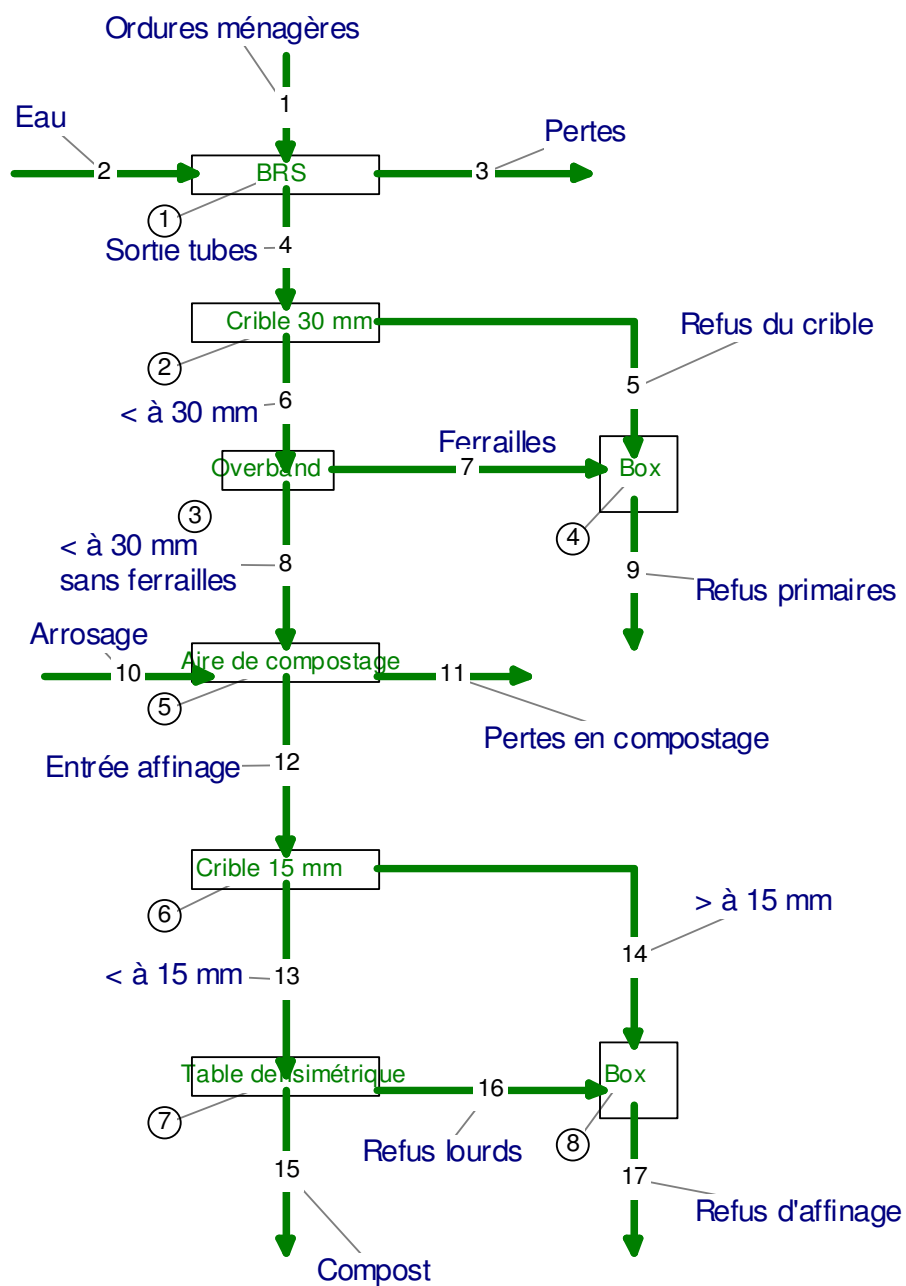 Ordures ménagères
1
Eau
Pertes
2
BRS
3
1
Sortie tubes
4
Crible 30 mm
Refus du crible
2
5
6
< à 30 mm
Ferrailles
Overband
7
Box
3
4
< à 30 mm
sans ferrailles
8
9
Refus primaires
Arrosage
10
Aire de compostage
11
5
Pertes en compostage
Entrée affinage
12
Crible 15 mm
6
> à 15 mm
14
< à 15 mm
13
Table densimétrique
Box
16
7
Refus lourds
8
15
17
Refus d'affinage
Compost